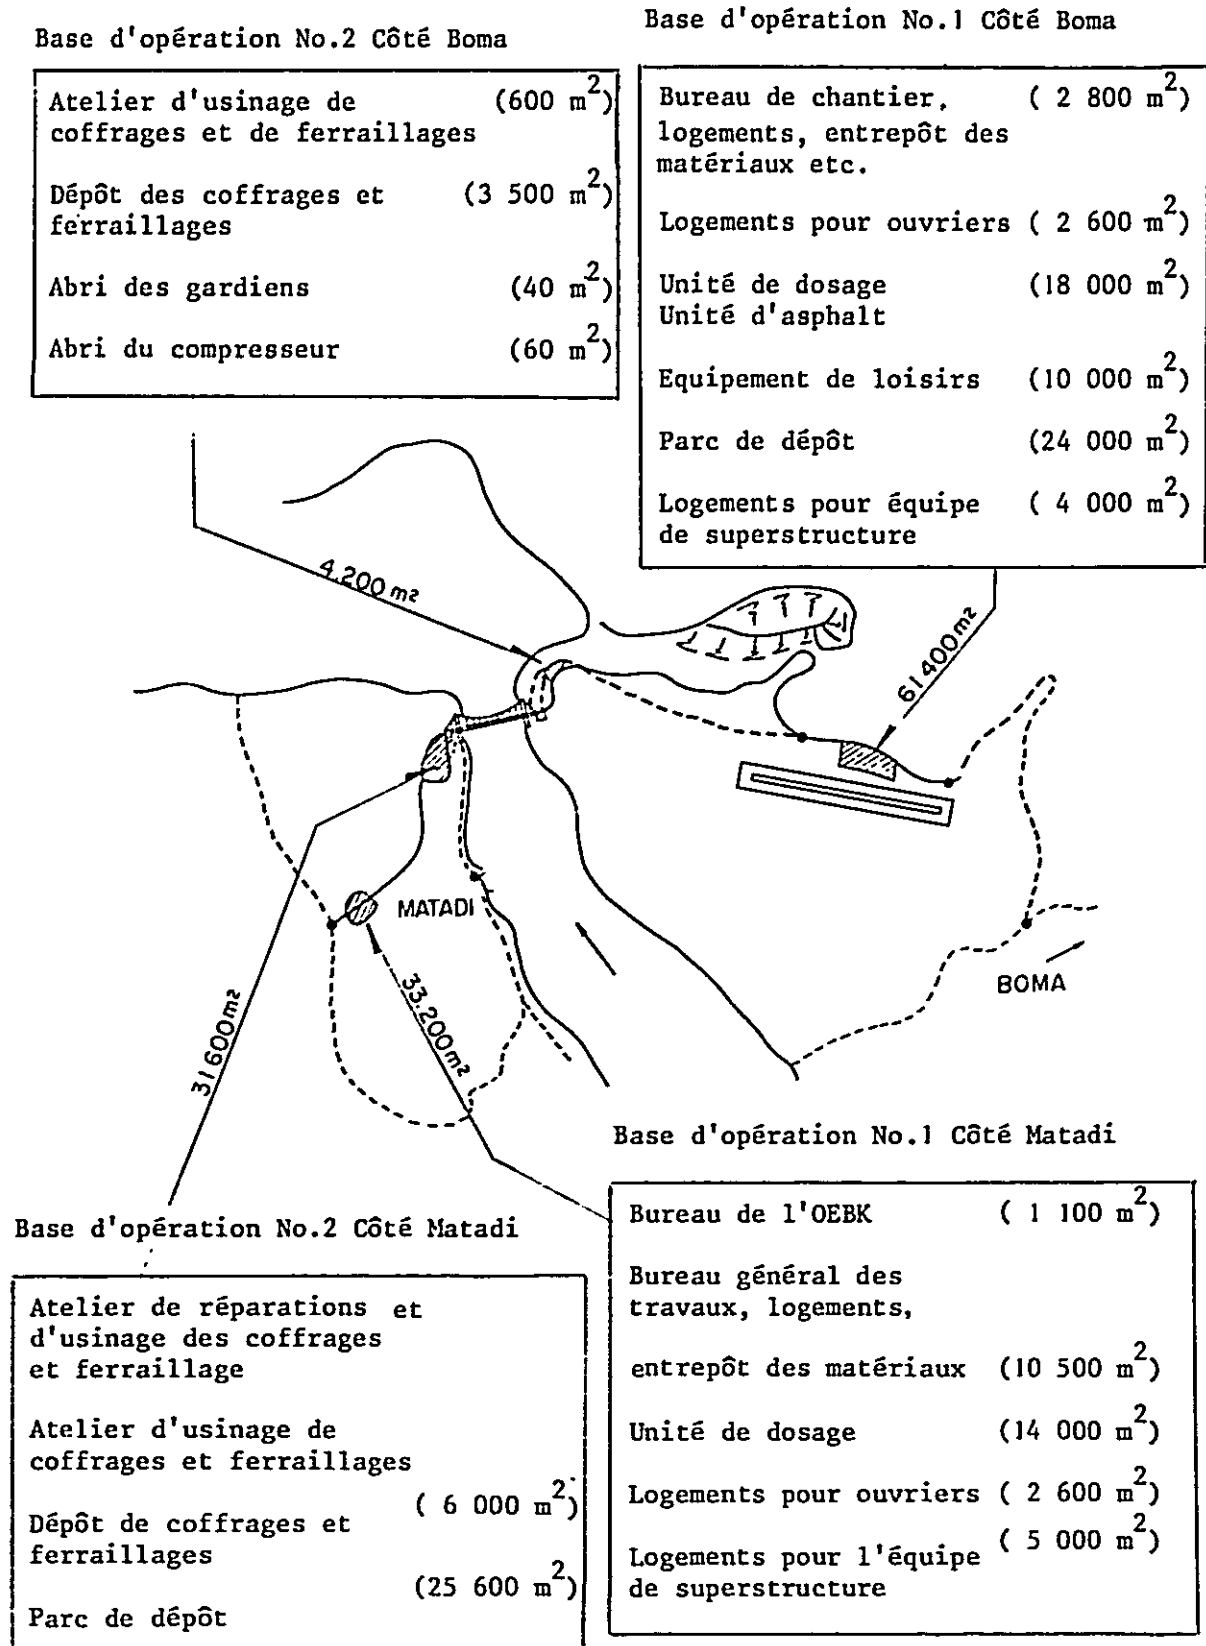 Base d'opération No.2 Côté Boma
Atelier d'usinage de (600 m²)
coffrages et de ferraillages
Dépôt des coffrages et (3 500 m²)
ferraillages
Abri des gardiens (40 m²)
Abri du compresseur (60 m²)
Base d'opération No.1 Côté Boma
Bureau de chantier, ( 2 800 m²)
logements, entrepôt des
matériaux etc.
Logements pour ouvriers ( 2 600 m²)
Unité de dosage (18 000 m²)
Unité d'asphalt
Equipement de loisirs (10 000 m²)
Parc de dépôt (24 000 m²)
Logements pour équipe ( 4 000 m²)
de superstructure
4.200 m²
61400m²
MATADI
BOMA
31600m²
33.200m²
Base d'opération No.2 Côté Matadi
Atelier de réparations et
d'usinage des coffrages
et ferraillage
Atelier d'usinage de
coffrages et ferraillages
( 6 000 m²)
Dépôt de coffrages et
ferraillages
(25 600 m²)
Parc de dépôt
Base d'opération No.1 Côté Matadi
Bureau de l'OEBK ( 1 100 m²)
Bureau général des
travaux, logements,
entrepôt des matériaux (10 500 m²)
Unité de dosage (14 000 m²)
Logements pour ouvriers ( 2 600 m²)
( 5 000 m²)
Logements pour l'équipe
de superstructure